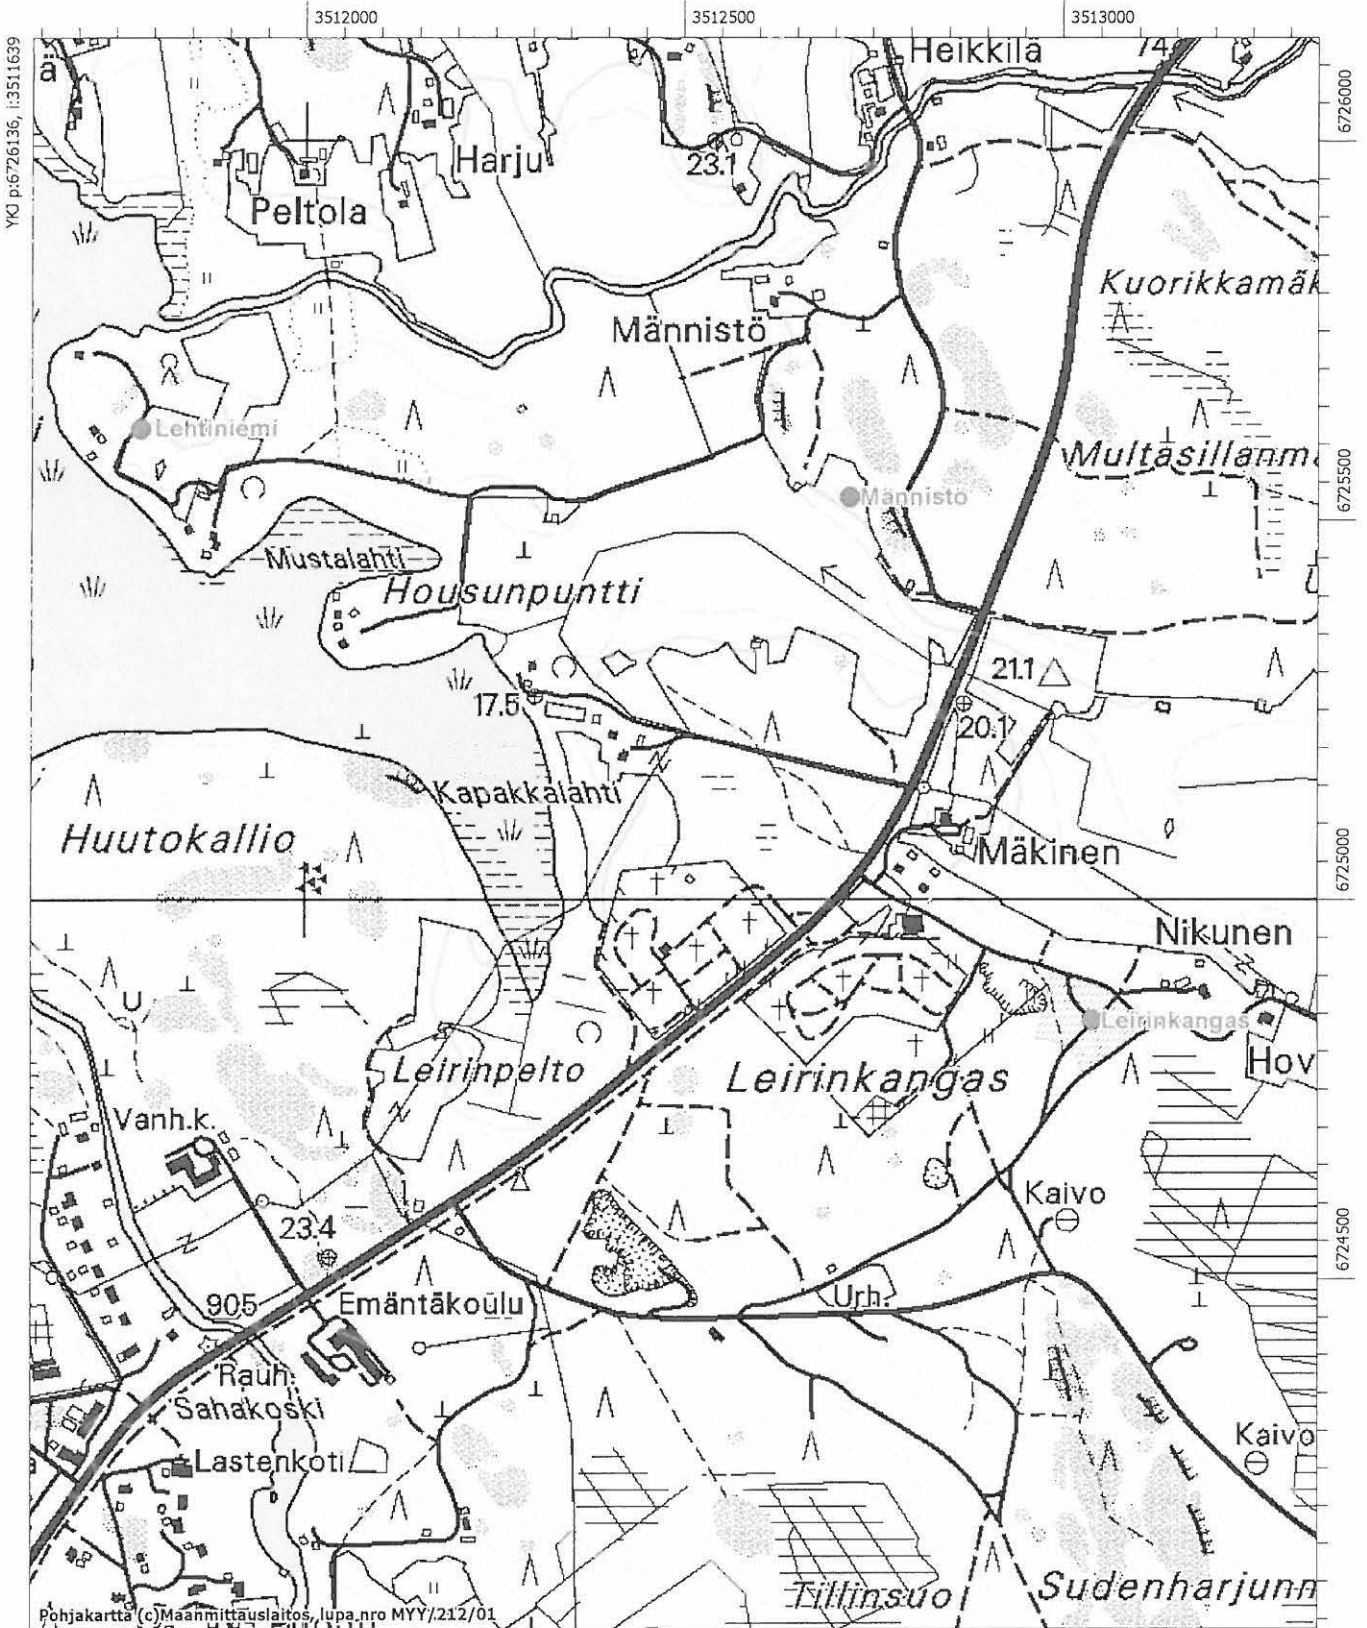 3512000
3512500
3513000
YKJ p:6726136, i:3511639
ä
Heikkilä
74
6726000
Harju
23.1
Peltola
Kuorikkamäk
Männistö
Lehtiniemi
Multasillanm
6725500
Männistö
Mustalahti
Housunpuntti
21.1
17.5
20.1
Kapakkalahti
Huutokallio
Mäkinen
6725000
Nikunen
Leirinkangas
Leirinpelto
Leirinkangas
Hov
Vanh.k.
Kaivo
23.4
6724500
905
Emäntäkoulu
Urh.
Rauh.
Sahakoski
Lastenkoti
Kaivo
Tillinsuo
Sudenharjunn
Pohjakartta (c)Maanmittauslaitos, lupa.nro MYY/212/01